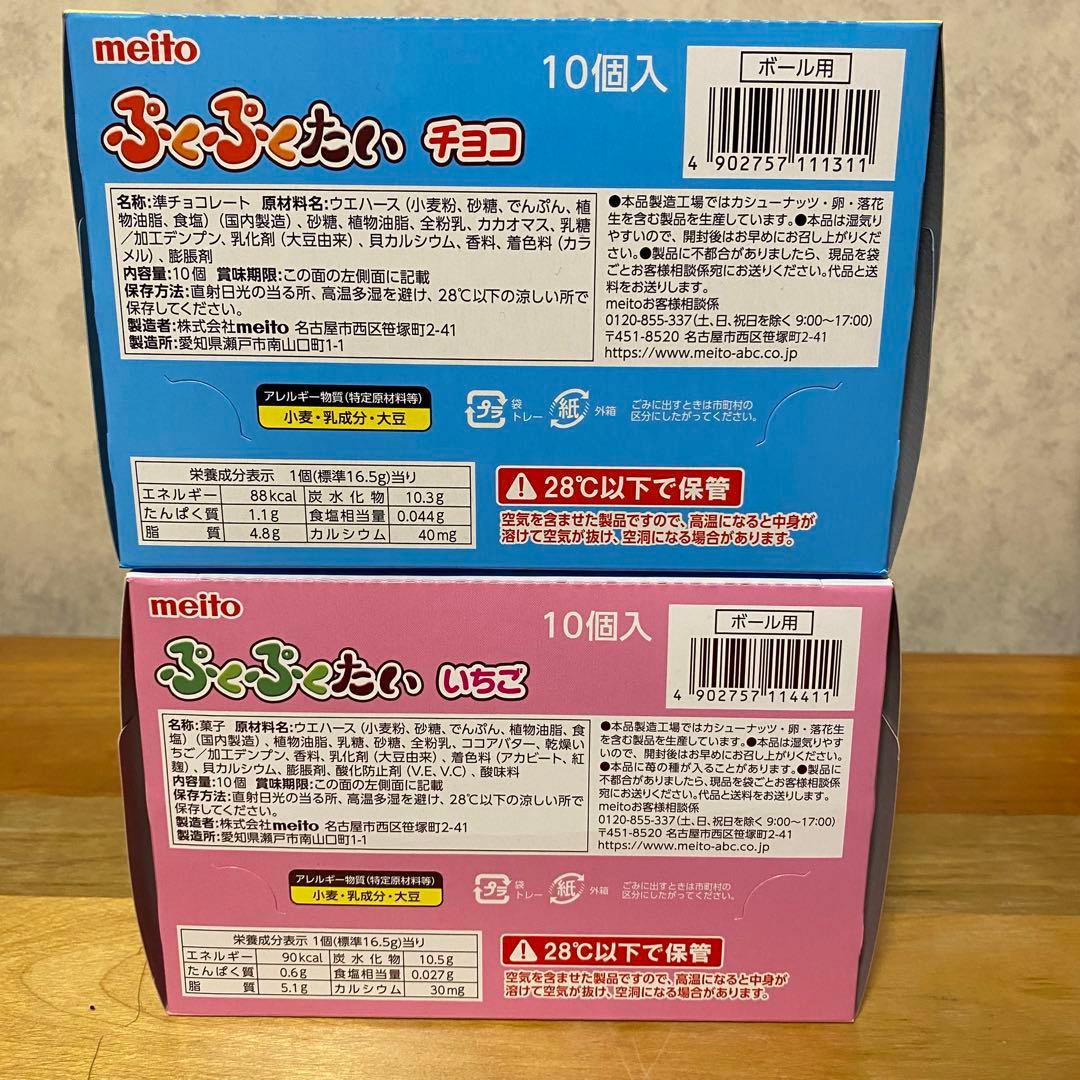 meito
10個入
ボール用
4 902757 111311
ぷくぷくたい チョコ
名称:準チョコレート 原材料名:ウエハース(小麦粉、砂糖、でんぷん、植
物油脂、食塩)(国内製造)、砂糖、植物油脂、全粉乳、カカオマス、乳糖
/加工デンプン、乳化剤(大豆由来)、貝カルシウム、香料、着色料(カラ
メル)、膨脹剤
内容量:10個 賞味期限:この面の左側面に記載
保存方法:直射日光の当る所、高温多湿を避け、28℃以下の涼しい所で
保存してください。
製造者:株式会社meito 名古屋市西区笹塚町2-41
製造所:愛知県瀬戸市南山口町1-1
●本品製造工場ではカシューナッツ・卵・落花
生を含む製品を生産しています。●本品は湿気り
やすいので、開封後はお早めにお召し上がりくだ
さい。●製品に不都合がありましたら、現品を袋
ごとお客様相談係宛にお送りください。代品と送
料をお送りします。
meitoお客様相談係
0120-855-337(土、日、祝日を除く 9:00〜17:00)
〒451-8520 名古屋市西区笹塚町2-41
https://www.meito-abc.co.jp
アレルギー物質(特定原材料等)
小麦・乳成分・大豆
プラ 袋 トレー 紙 外箱
ごみに出すときは市町村の
区分にしたがってください。
栄養成分表示 1個(標準16.5g)当り
エネルギー 88kcal 炭水化物 10.3g
たんぱく質 1.1g 食塩相当量 0.044g
脂質 4.8g カルシウム 40mg
28℃以下で保管
空気を含ませた製品ですので、高温になると中身が
溶けて空気が抜け、空洞になる場合があります。
meito
10個入
ボール用
4 902757 114411
ぷくぷくたい いちご
名称:菓子 原材料名:ウエハース(小麦粉、砂糖、でんぷん、植物油脂、食
塩)(国内製造)、植物油脂、乳糖、砂糖、全粉乳、ココアバター、乾燥い
ちご/加工デンプン、香料、乳化剤(大豆由来)、着色料(アカビート、紅
麹)、貝カルシウム、膨脹剤、酸化防止剤(V.E、V.C)、酸味料
内容量:10個 賞味期限:この面の左側面に記載
保存方法:直射日光の当る所、高温多湿を避け、28℃以下の涼しい所で
保存してください。
製造者:株式会社meito 名古屋市西区笹塚町2-41
製造所:愛知県瀬戸市南山口町1-1
●本品製造工場ではカシューナッツ・卵・落花生
を含む製品を生産しています。●本品は湿気りやす
いので、開封後はお早めにお召し上がりください。
●本品に苺の種が入ることがあります。●製品に
不都合がありましたら、現品を袋ごとお客様相談係
宛にお送りください。代品と送料をお送りします。
meitoお客様相談係
0120-855-337(土、日、祝日を除く 9:00〜17:00)
〒451-8520 名古屋市西区笹塚町2-41
https://www.meito-abc.co.jp
アレルギー物質(特定原材料等)
小麦・乳成分・大豆
プラ 袋 トレー 紙 外箱
ごみに出すときは市町村の
区分にしたがってください。
栄養成分表示 1個(標準16.5g)当り
エネルギー 90kcal 炭水化物 10.5g
たんぱく質 0.6g 食塩相当量 0.027g
脂質 5.1g カルシウム 30mg
28℃以下で保管
空気を含ませた製品ですので、高温になると中身が
溶けて空気が抜け、空洞になる場合があります。